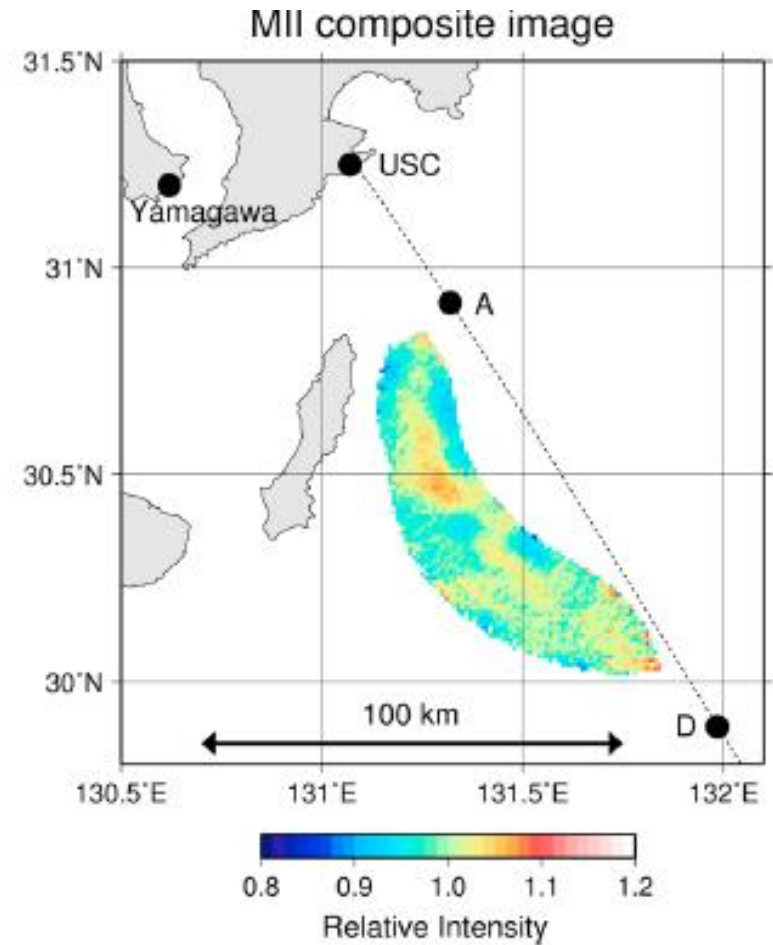 MII composite image
31.5°N
USC
Yamagawa
31°N
A
30.5°N
30°N
100 km
D
130.5°E 131°E 131.5°E 132°E
0.8 0.9 1.0 1.1 1.2
Relative Intensity